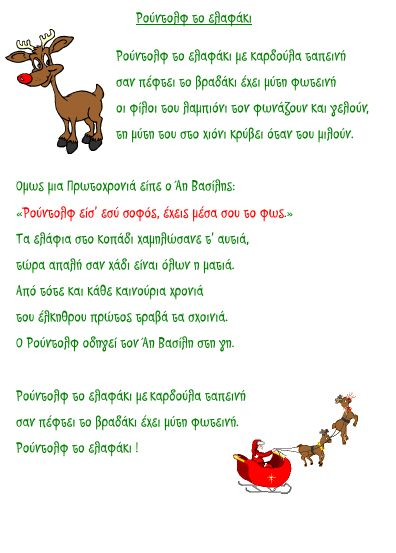 Ρούντολφ το ελαφάκι
Ρούντολφ το ελαφάκι με καρδούλα ταπεινή
σαν πέφτει το βραδάκι έχει μύτη φωτεινή
οι φίλοι του λαμπιόνι τον φωνάζουν και γελούν,
τη μύτη του στο χιόνι κρύβει όταν του μιλούν.
Όμως μια Πρωτοχρονιά είπε ο Άη Βασίλης:
«Ρούντολφ είσ' εσύ σοφός, έχεις μέσα σου το φως.»
Τα ελάφια στο κοπάδι χαμηλώσανε τ' αυτιά,
τώρα απαλή σαν χάδι είναι όλων η ματιά.
Από τότε και κάθε καινούρια χρονιά
του έλκηθρου πρώτος τραβά τα σχοινιά.
Ο Ρούντολφ οδηγεί τον Άη Βασίλη στη γη.
Ρούντολφ το ελαφάκι με καρδούλα ταπεινή
σαν πέφτει το βραδάκι έχει μύτη φωτεινή.
Ρούντολφ το ελαφάκι !